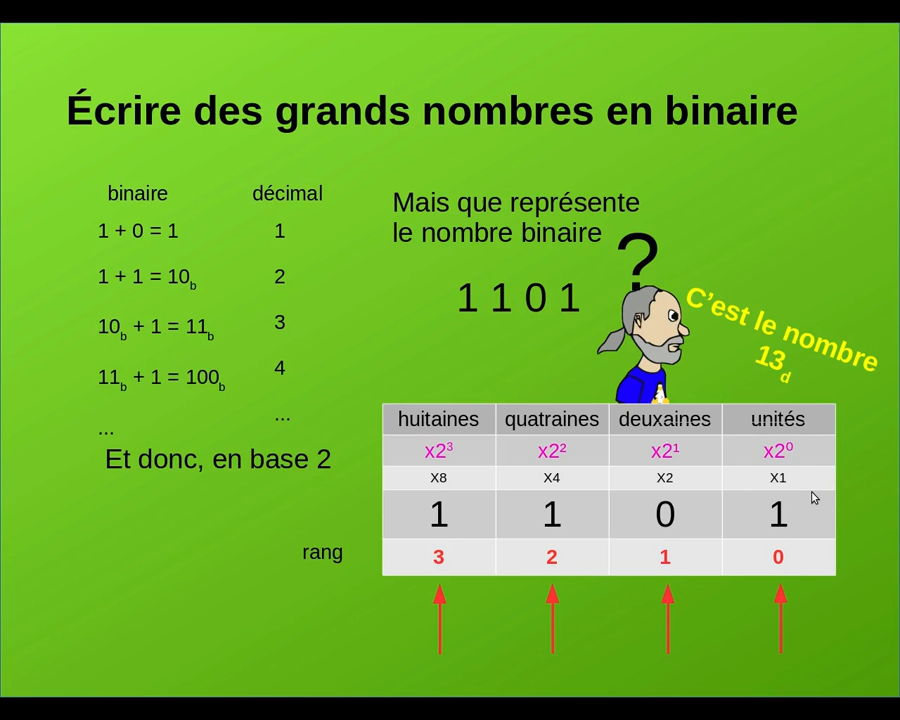 Écrire des grands nombres en binaire
binaire décimal
1 + 0 = 1 1
1 + 1 = 10b 2
10b + 1 = 11b 3
11b + 1 = 100b 4
... ...
Et donc, en base 2
Mais que représente
le nombre binaire
?
1 1 0 1
C’est le nombre
13d
huitaines quatraines deuxaines unités
x2³ x2² x2¹ x2⁰
X8 X4 X2 X1
1 1 0 1
rang 3 2 1 0